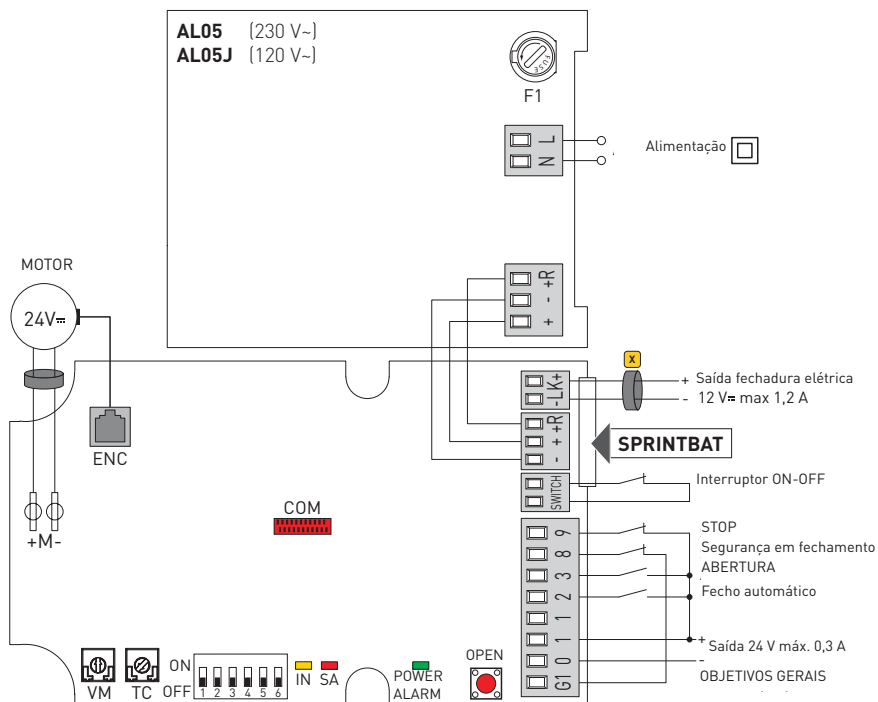 AL05 (230 V~)
AL05J (120 V~)
FUSE
F1
L
N
Alimentação
+R
-
+
MOTOR
24V
ENC
+M-
COM
-LK+
+ Saída fechadura elétrica
- 12 V max 1,2 A
x
+R
+
-
SPRINTBAT
SWITCH
Interruptor ON-OFF
9
STOP
8
Segurança em fechamento
3
ABERTURA
2
Fecho automático
1
1
+ Saída 24 V máx. 0,3 A
0
-
G1
OBJETIVOS GERAIS
VM
TC
ON
OFF
1 2 3 4 5 6
IN
SA
POWER
ALARM
OPEN